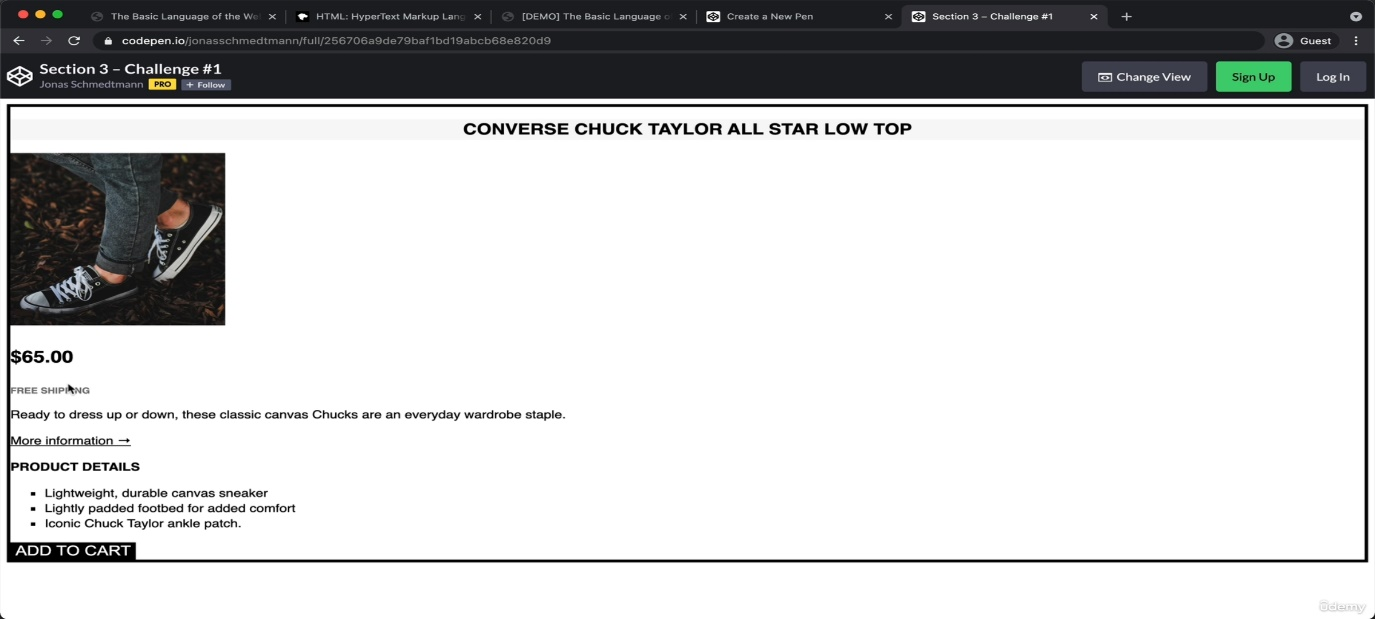 The Basic Language of the We
HTML: HyperText Markup Lang
[DEMO] The Basic Language o
Create a New Pen
Section 3 – Challenge #1
codepen.io/jonasschmedtmann/full/256706a9de79baf1bd19abcb68e820d9
Guest
Section 3 – Challenge #1
Jonas Schmedtmann PRO + Follow
Change View
Sign Up
Log In
CONVERSE CHUCK TAYLOR ALL STAR LOW TOP
$65.00
FREE SHIPPING
Ready to dress up or down, these classic canvas Chucks are an everyday wardrobe staple.
More information →
PRODUCT DETAILS
Lightweight, durable canvas sneaker
Lightly padded footbed for added comfort
Iconic Chuck Taylor ankle patch.
ADD TO CART
Udemy